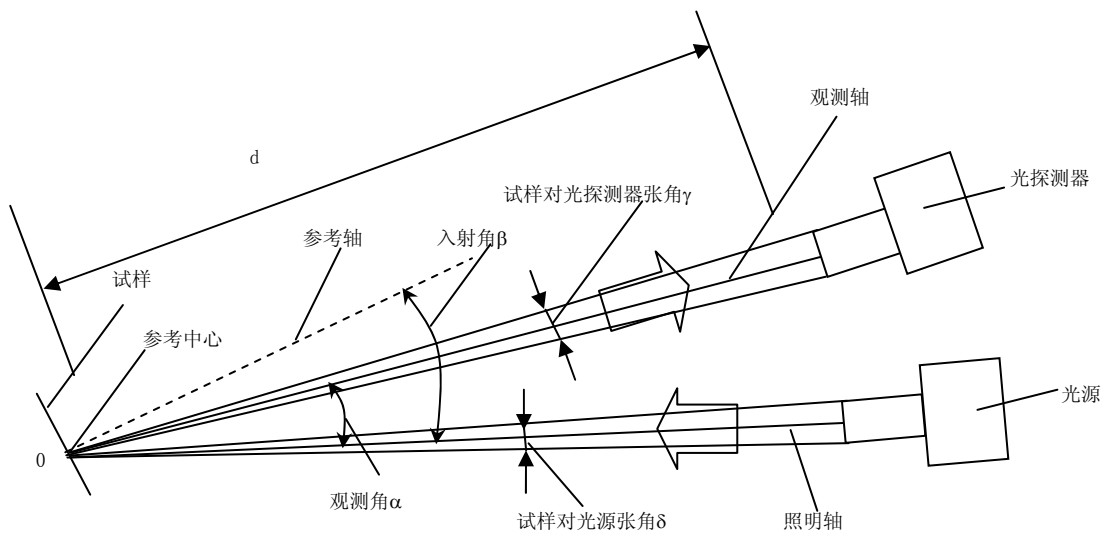 观测轴
d
光探测器
试样对光探测器张角γ
参考轴
入射角β
试样
参考中心
光源
0
观测角α
试样对光源张角δ
照明轴